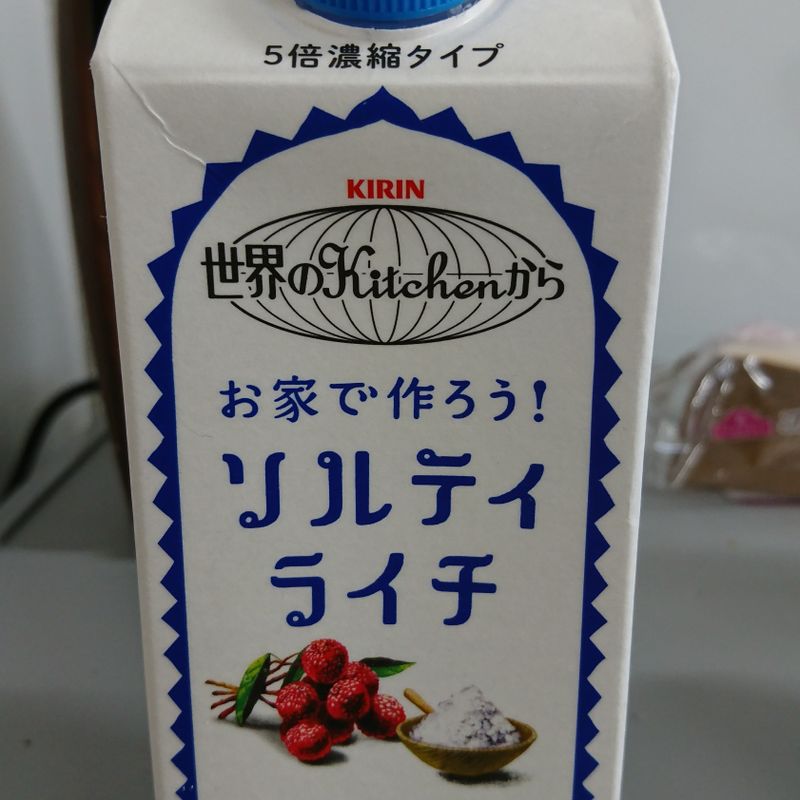 5倍濃縮タイプ
KIRIN
世界のKitchenから
お家で作ろう!
ソルティ
ライチ